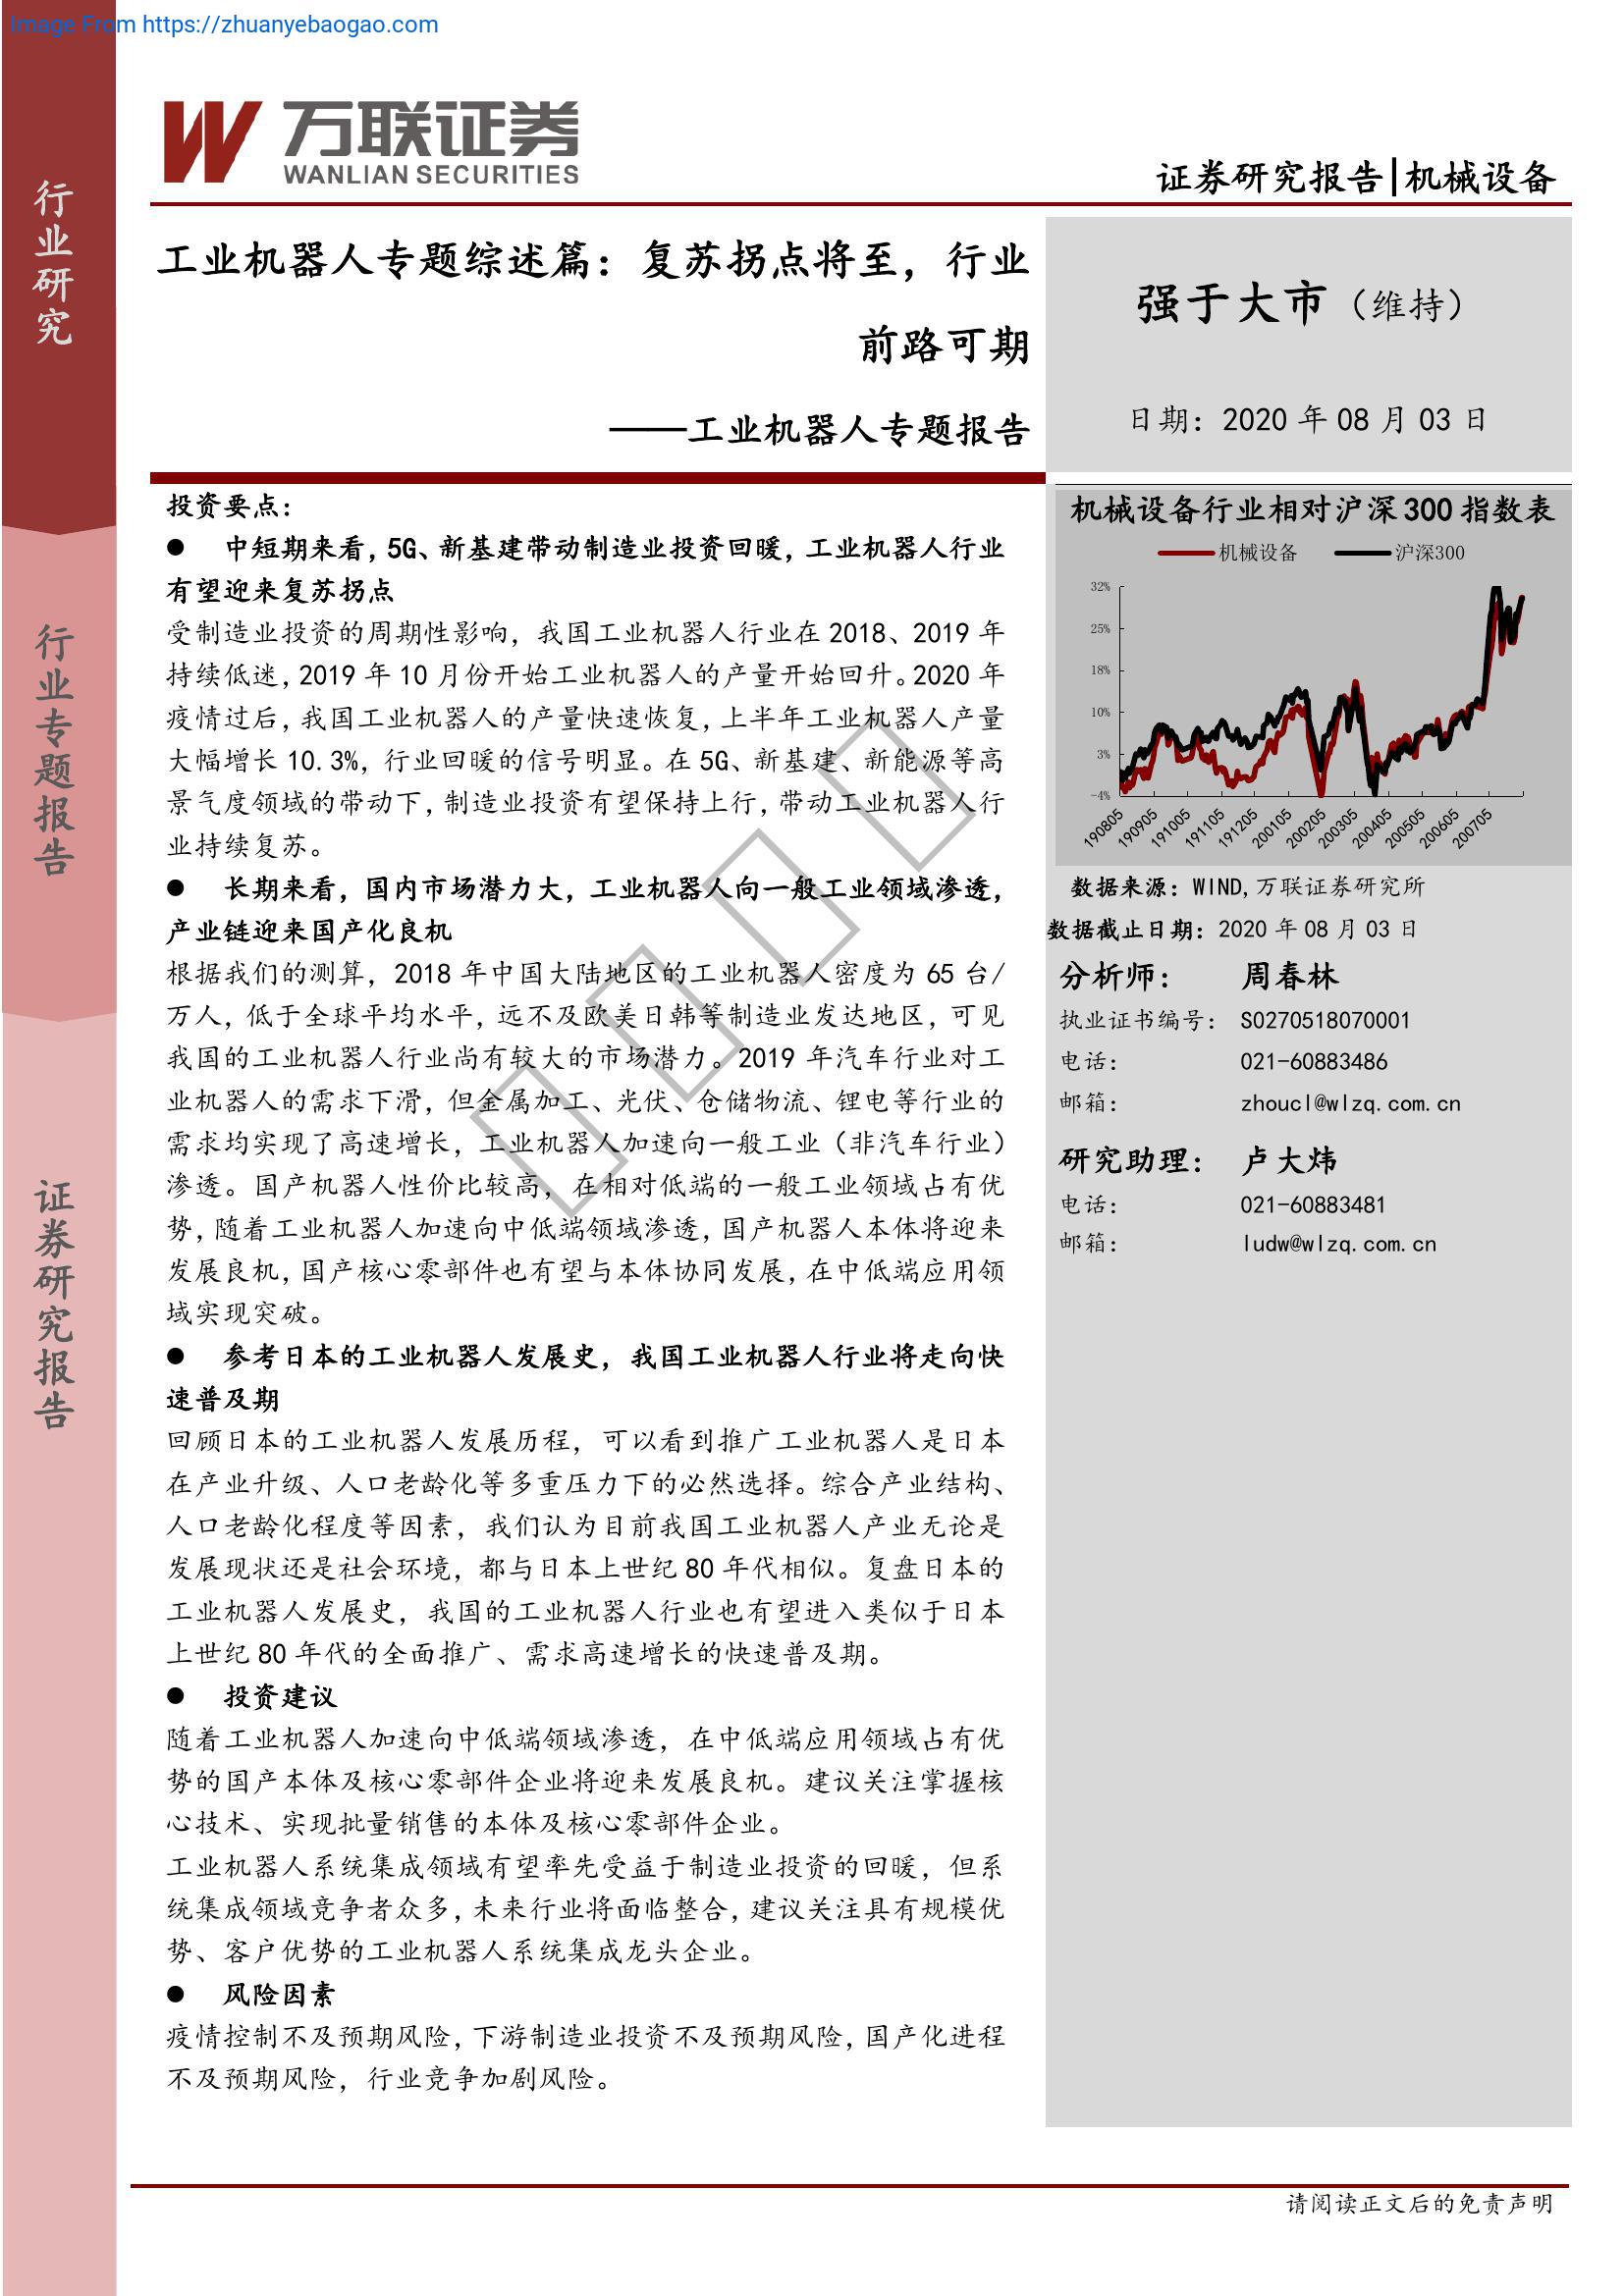 Image From https://zhuanyebaogao.com
万联证券
WANLIAN SECURITIES
证券研究报告|机械设备
行业研究
行业专题报告
证券研究报告
工业机器人专题综述篇：复苏拐点将至，行业
前路可期
——工业机器人专题报告
强于大市（维持）
日期：2020 年 08 月 03 日
投资要点：
● 中短期来看，5G、新基建带动制造业投资回暖，工业机器人行业
有望迎来复苏拐点
受制造业投资的周期性影响，我国工业机器人行业在 2018、2019 年
持续低迷，2019 年 10 月份开始工业机器人的产量开始回升。2020 年
疫情过后，我国工业机器人的产量快速恢复，上半年工业机器人产量
大幅增长 10.3%，行业回暖的信号明显。在 5G、新基建、新能源等高
景气度领域的带动下，制造业投资有望保持上行，带动工业机器人行
业持续复苏。
● 长期来看，国内市场潜力大，工业机器人向一般工业领域渗透，
产业链迎来国产化良机
根据我们的测算，2018 年中国大陆地区的工业机器人密度为 65 台/
万人，低于全球平均水平，远不及欧美日韩等制造业发达地区，可见
我国的工业机器人行业尚有较大的市场潜力。2019 年汽车行业对工
业机器人的需求下滑，但金属加工、光伏、仓储物流、锂电等行业的
需求均实现了高速增长，工业机器人加速向一般工业（非汽车行业）
渗透。国产机器人性价比较高，在相对低端的一般工业领域占有优
势，随着工业机器人加速向中低端领域渗透，国产机器人本体将迎来
发展良机，国产核心零部件也有望与本体协同发展，在中低端应用领
域实现突破。
● 参考日本的工业机器人发展史，我国工业机器人行业将走向快
速普及期
回顾日本的工业机器人发展历程，可以看到推广工业机器人是日本
在产业升级、人口老龄化等多重压力下的必然选择。综合产业结构、
人口老龄化程度等因素，我们认为目前我国工业机器人产业无论是
发展现状还是社会环境，都与日本上世纪 80 年代相似。复盘日本的
工业机器人发展史，我国的工业机器人行业也有望进入类似于日本
上世纪 80 年代的全面推广、需求高速增长的快速普及期。
● 投资建议
随着工业机器人加速向中低端领域渗透，在中低端应用领域占有优
势的国产本体及核心零部件企业将迎来发展良机。建议关注掌握核
心技术、实现批量销售的本体及核心零部件企业。
工业机器人系统集成领域有望率先受益于制造业投资的回暖，但系
统集成领域竞争者众多，未来行业将面临整合，建议关注具有规模优
势、客户优势的工业机器人系统集成龙头企业。
● 风险因素
疫情控制不及预期风险，下游制造业投资不及预期风险，国产化进程
不及预期风险，行业竞争加剧风险。
机械设备行业相对沪深 300 指数表
机械设备 沪深300
32%
25%
18%
10%
3%
-4%
190805 190905 191005 191105 191205 200105 200205 200305 200405 200505 200605 200705
数据来源：WIND，万联证券研究所
数据截止日期：2020 年 08 月 03 日
分析师： 周春林
执业证书编号： S0270518070001
电话： 021-60883486
邮箱： zhoucl@wlzq.com.cn
研究助理： 卢大炜
电话： 021-60883481
邮箱： ludw@wlzq.com.cn
请阅读正文后的免责声明